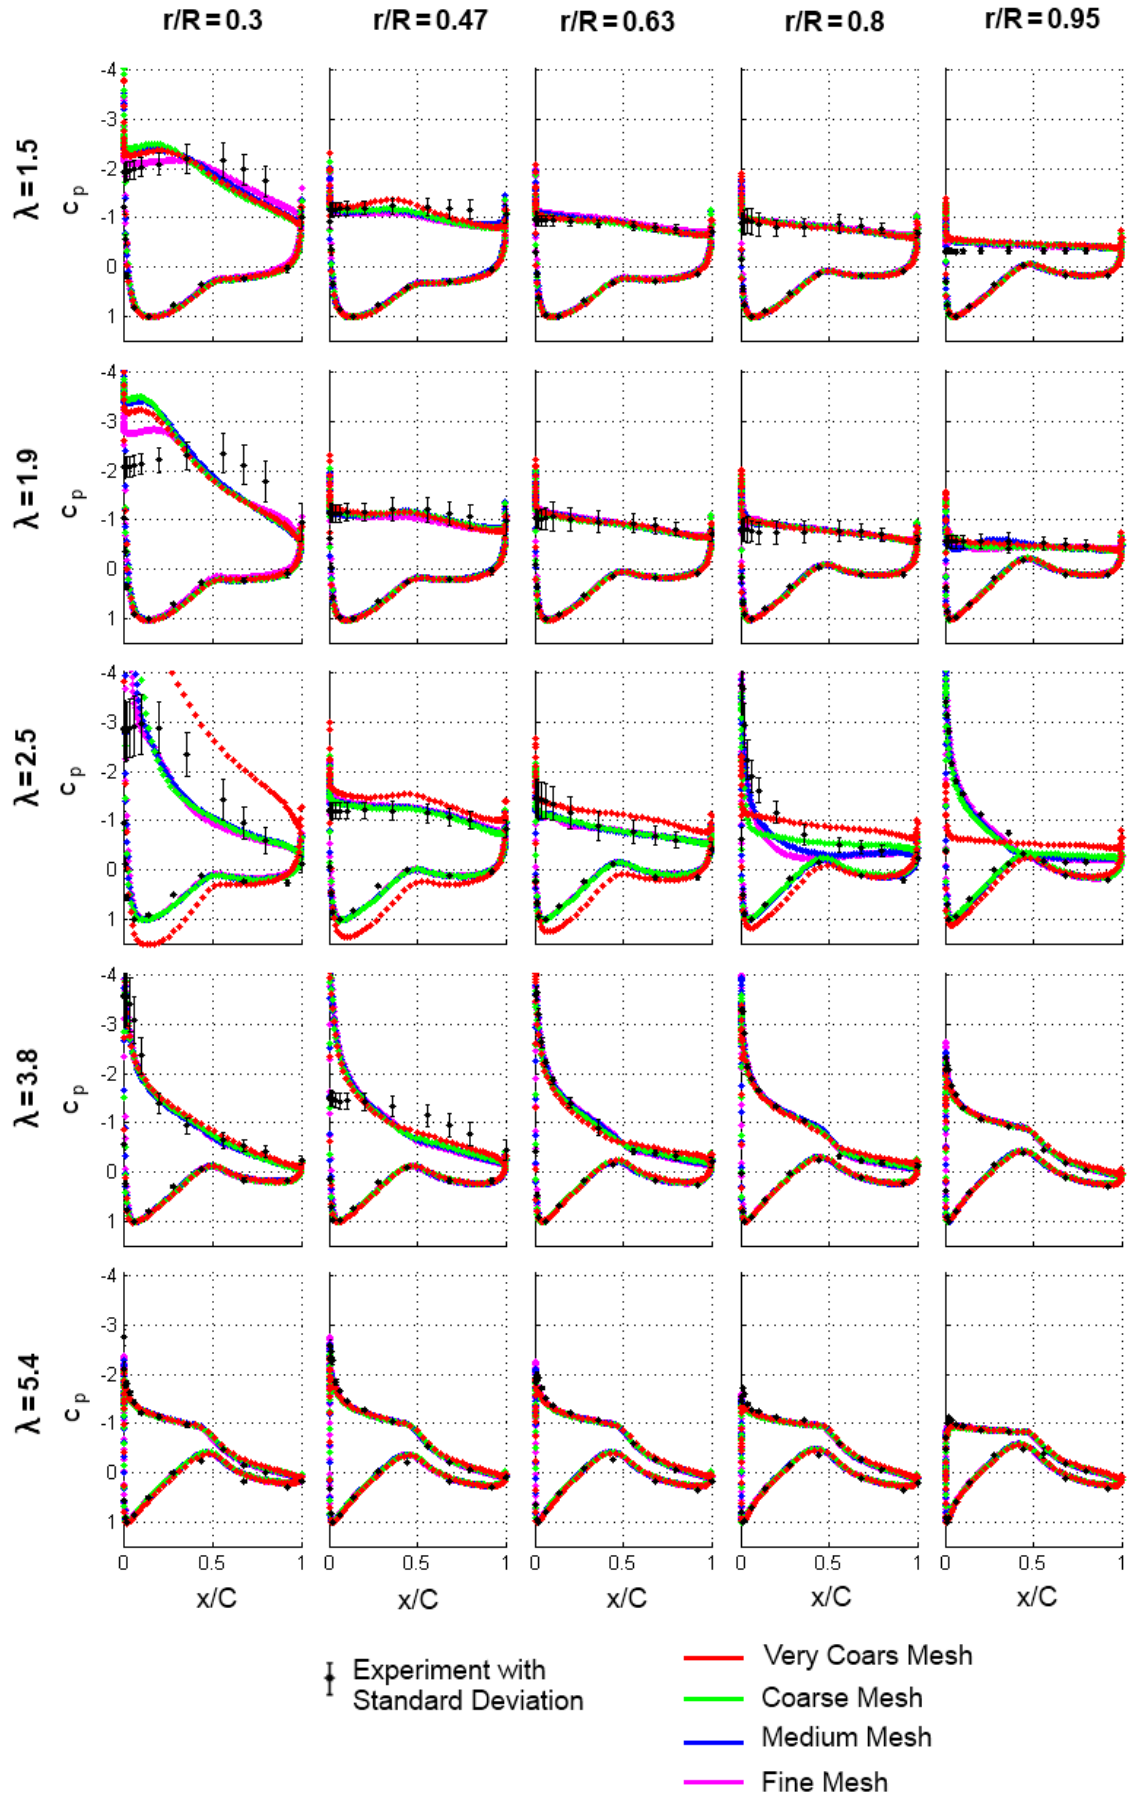 r/R = 0.3 r/R = 0.47 r/R = 0.63 r/R = 0.8 r/R = 0.95
λ = 1.5
c p
-4
-3
-2
-1
0
1
λ = 1.9
c p
-4
-3
-2
-1
0
1
λ = 2.5
c p
-4
-3
-2
-1
0
1
λ = 3.8
c p
-4
-3
-2
-1
0
1
λ = 5.4
c p
-4
-3
-2
-1
0
1
0 0.5 1 0 0.5 1 0 0.5 1 0 0.5 1 0 0.5 1
x/C x/C x/C x/C x/C
Experiment with
Standard Deviation
Very Coars Mesh
Coarse Mesh
Medium Mesh
Fine Mesh